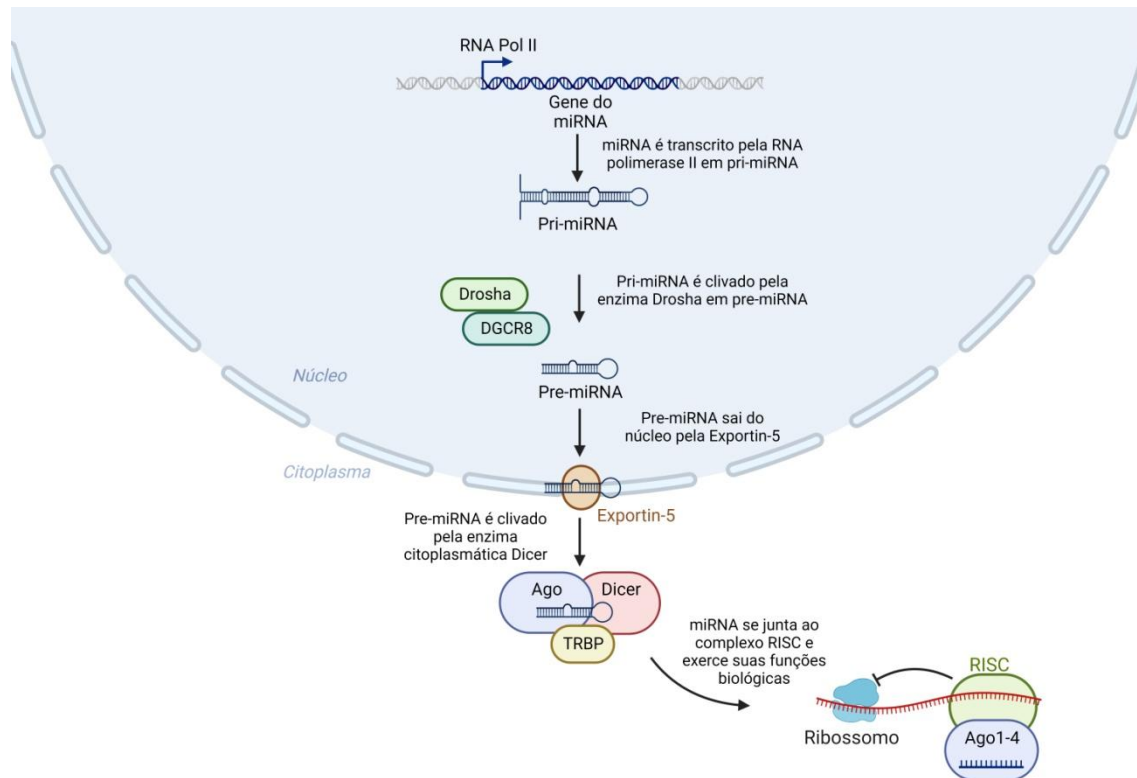 RNA Pol II
Gene do
miRNA
miRNA é transcrito pela RNA
polimerase II em pri-miRNA
Pri-miRNA
Pri-miRNA é clivado pela
enzima Drosha em pre-miRNA
Drosha
DGCR8
Núcleo
Pre-miRNA
Pre-miRNA sai do
núcleo pela Exportin-5
Citoplasma
Exportin-5
Pre-miRNA é clivado
pela enzima
citoplasmática Dicer
Ago
Dicer
TRBP
miRNA se junta ao
complexo RISC e
exerce suas funções
biológicas
RISC
Ribossomo
Ago1-4